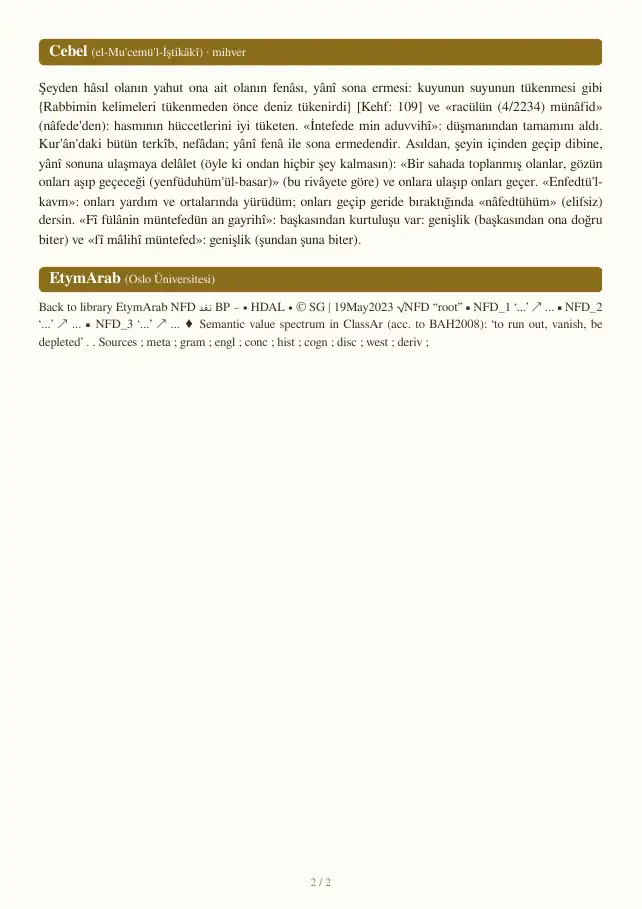 Cebel (el-Mu'cemü'l-İştikâkî) · mihver
Şeyden hâsıl olanın yahut ona ait olanın fenâsı, yânî sona ermesi: kuyunun suyunun tükenmesi gibi
{Rabbimin kelimeleri tükenmeden önce deniz tükenirdi} [Kehf: 109] ve «racülün (4/2234) münâfid»
(nâfede'den): hasmının hüccetlerini iyi tüketen. «İntefede min aduvvihî»: düşmanından tamamını aldı.
Kur'ân'daki bütün terkîb, nefâdan; yânî fenâ ile sona ermedendir. Asıldan, şeyin içinden geçip dibine,
yânî sonuna ulaşmaya delâlet (öyle ki ondan hiçbir şey kalmasın): «Bir sahada toplanmış olanlar, gözün
onları aşıp geçeceği (yenfüduhüm'ül-basar)» (bu rivâyete göre) ve onlara ulaşıp onları geçer. «Enfedtü'l-
kavm»: onları yardım ve ortalarında yürüdüm; onları geçip geride bıraktığında «nâfedtühüm» (elifsiz)
dersin. «Fî fülânin müntefedün an gayrihî»: başkasından kurtuluşu var: genişlik (başkasından ona doğru
biter) ve «fî mâlihî müntefed»: genişlik (şundan şuna biter).
EtymArab (Oslo Üniversitesi)
Back to library EtymArab NFD نفد BP – • HDAL • © SG | 19May2023 √NFD “root” ▪ NFD_1 ‘...’ ↗ ... ▪ NFD_2
‘...’ ↗ ... ▪ NFD_3 ‘...’ ↗ ... ♦ Semantic value spectrum in ClassAr (acc. to BAH2008): ‘to run out, vanish, be
depleted’ . . Sources ; meta ; gram ; engl ; conc ; hist ; cogn ; disc ; west ; deriv ;
2 / 2